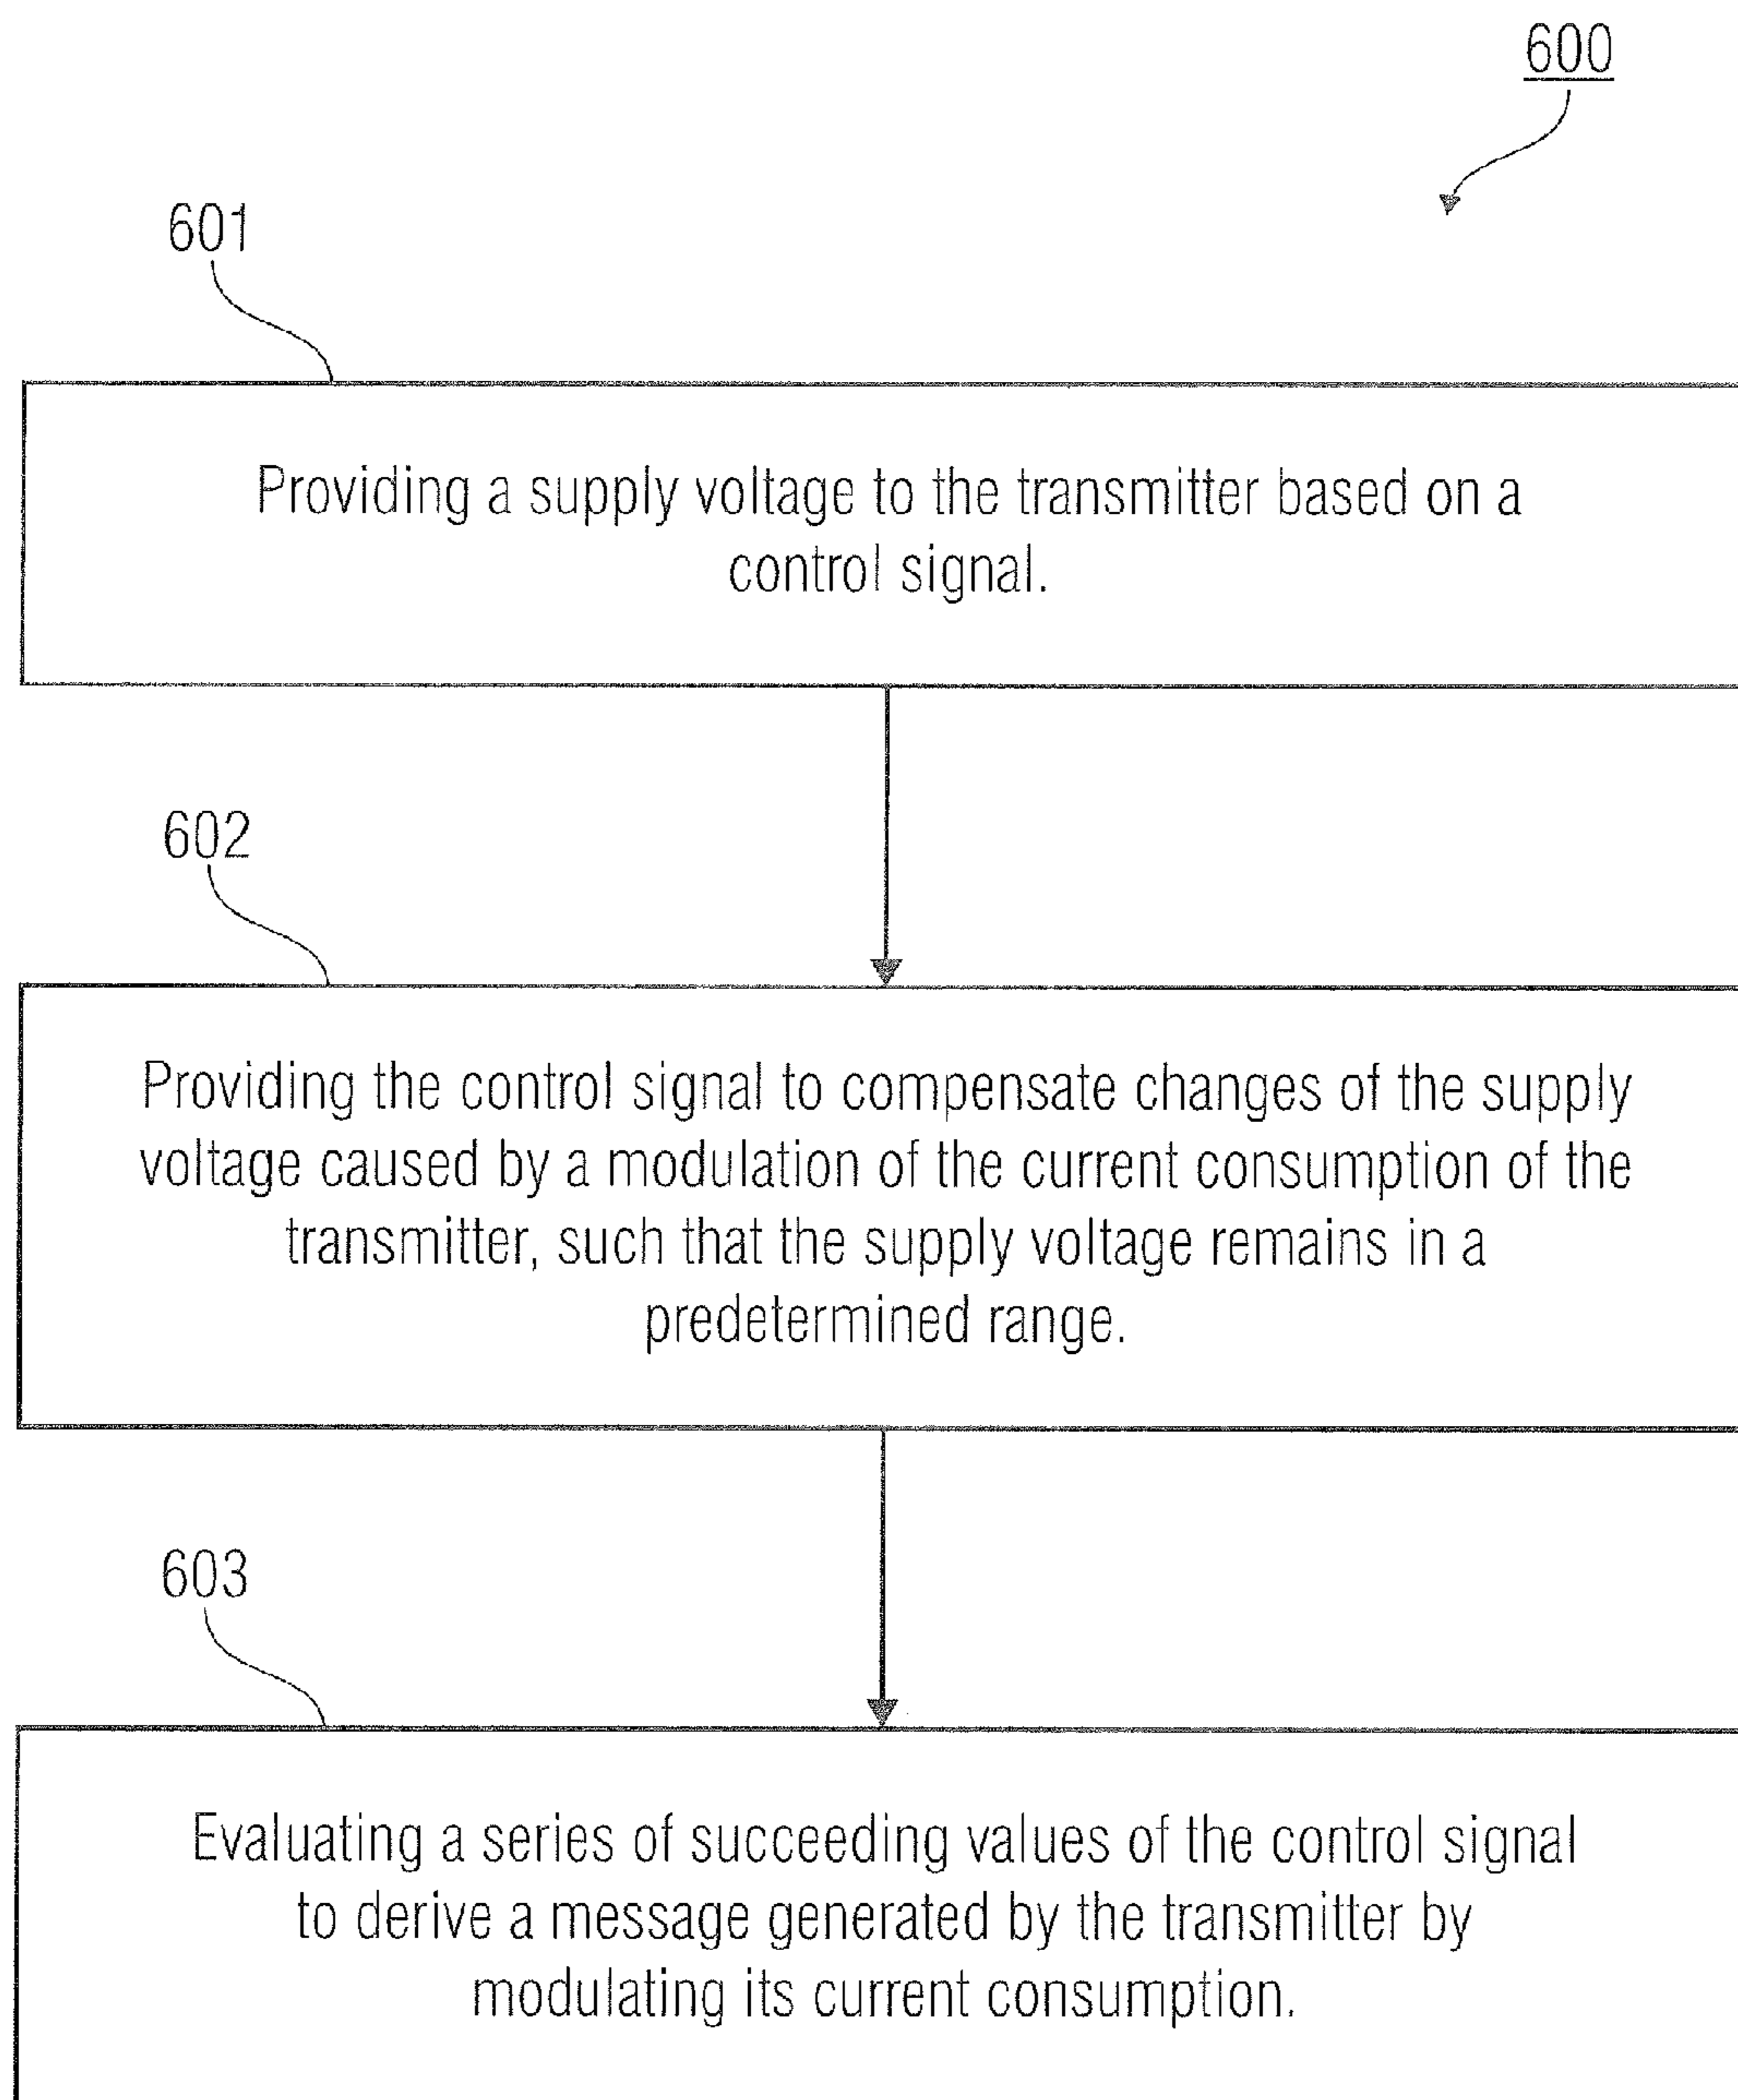 600
601
Providing a supply voltage to the transmitter based on a
control signal.
602
Providing the control signal to compensate changes of the supply
voltage caused by a modulation of the current consumption of the
transmitter, such that the supply voltage remains in a
predetermined range.
603
Evaluating a series of succeeding values of the control signal
to derive a message generated by the transmitter by
modulating its current consumption.